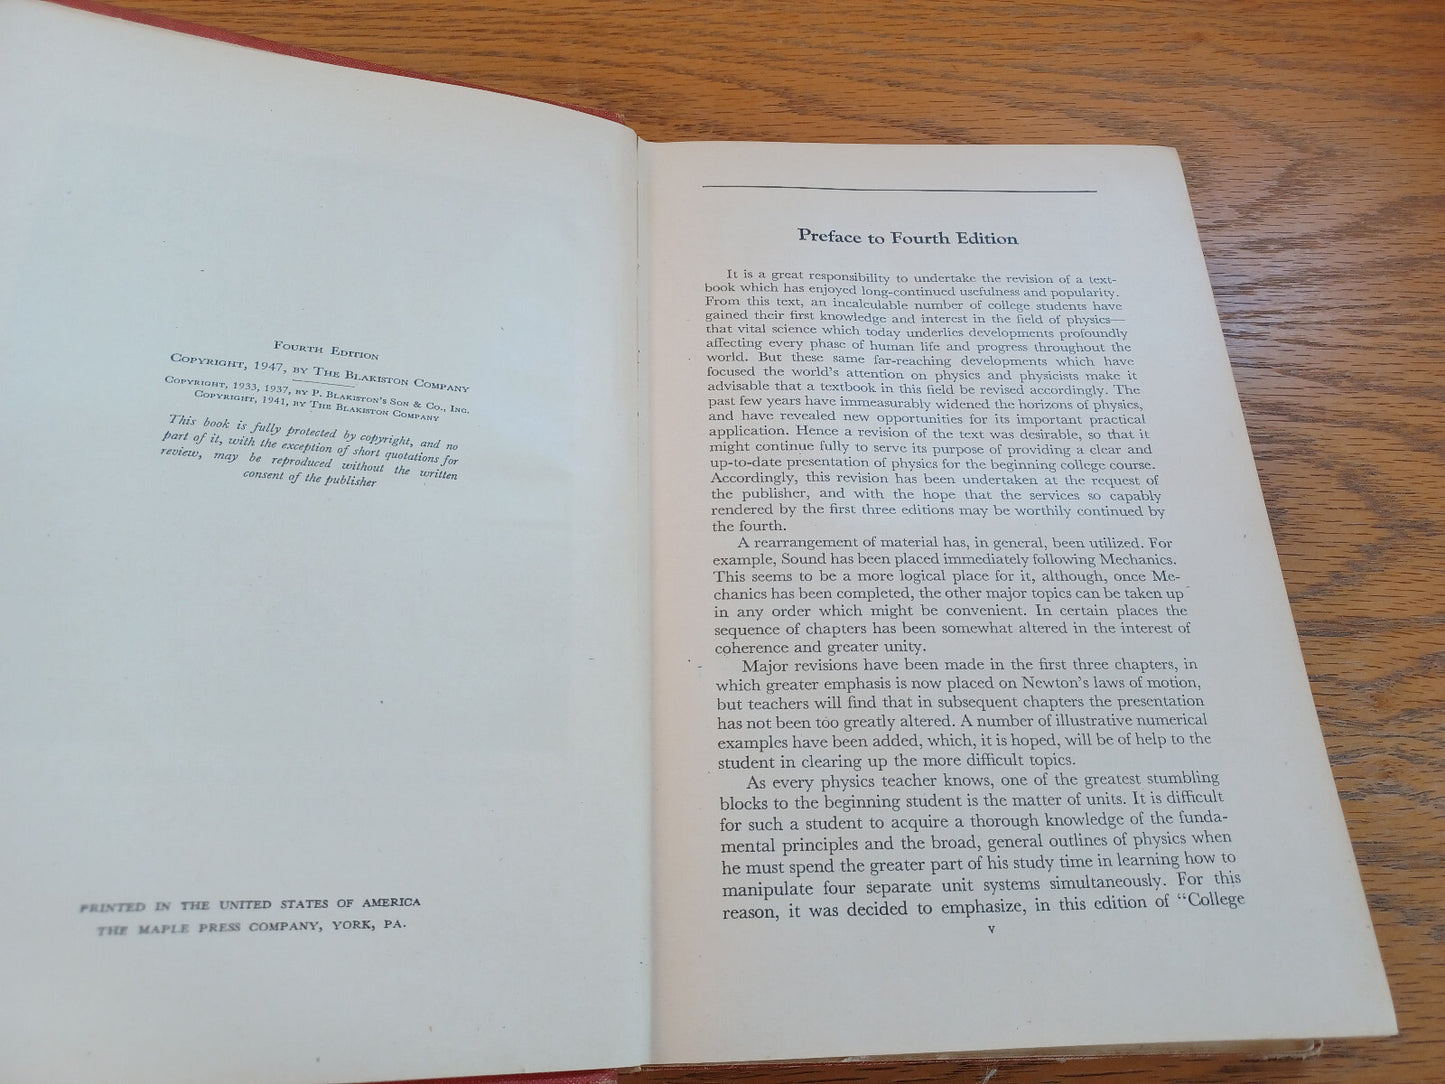 Fourth Edition
Copyright, 1947, by The Blakiston Company
Copyright, 1933, 1937, by P. Blakiston's Son & Co., Inc.
Copyright, 1941, by The Blakiston Company
This book is fully protected by copyright, and no
part of it, with the exception of short quotations for
review, may be reproduced without the written
consent of the publisher
PRINTED IN THE UNITED STATES OF AMERICA
THE MAPLE PRESS COMPANY, YORK, PA.
Preface to Fourth Edition
It is a great responsibility to undertake the revision of a text-
book which has enjoyed long-continued usefulness and popularity.
From this text, an incalculable number of college students have
gained their first knowledge and interest in the field of physics—
that vital science which today underlies developments profoundly
affecting every phase of human life and progress throughout the
world. But these same far-reaching developments which have
focused the world's attention on physics and physicists make it
advisable that a textbook in this field be revised accordingly. The
past few years have immeasurably widened the horizons of physics,
and have revealed new opportunities for its important practical
application. Hence a revision of the text was desirable, so that it
might continue fully to serve its purpose of providing a clear and
up-to-date presentation of physics for the beginning college course.
Accordingly, this revision has been undertaken at the request of
the publisher, and with the hope that the services so capably
rendered by the first three editions may be worthily continued by
the fourth.
A rearrangement of material has, in general, been utilized. For
example, Sound has been placed immediately following Mechanics.
This seems to be a more logical place for it, although, once Me-
chanics has been completed, the other major topics can be taken up
in any order which might be convenient. In certain places the
sequence of chapters has been somewhat altered in the interest of
coherence and greater unity.
Major revisions have been made in the first three chapters, in
which greater emphasis is now placed on Newton's laws of motion,
but teachers will find that in subsequent chapters the presentation
has not been too greatly altered. A number of illustrative numerical
examples have been added, which, it is hoped, will be of help to the
student in clearing up the more difficult topics.
As every physics teacher knows, one of the greatest stumbling
blocks to the beginning student is the matter of units. It is difficult
for such a student to acquire a thorough knowledge of the funda-
mental principles and the broad, general outlines of physics when
he must spend the greater part of his study time in learning how to
manipulate four separate unit systems simultaneously. For this
reason, it was decided to emphasize, in this edition of "College
v